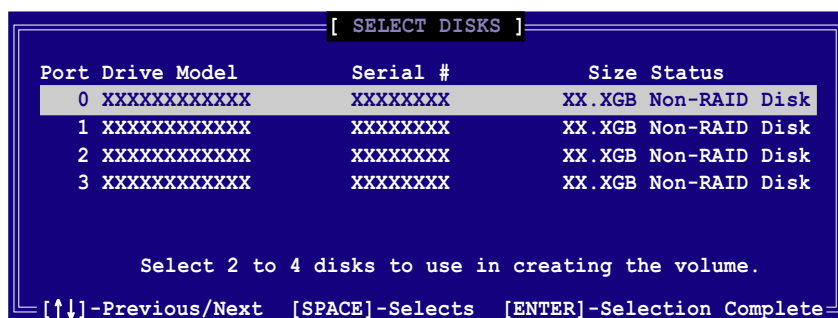 [ SELECT DISKS ]
Port Drive Model Serial # Size Status
0 XXXXXXXXXXXX XXXXXXXX XX.XGB Non-RAID Disk
1 XXXXXXXXXXXX XXXXXXXX XX.XGB Non-RAID Disk
2 XXXXXXXXXXXX XXXXXXXX XX.XGB Non-RAID Disk
3 XXXXXXXXXXXX XXXXXXXX XX.XGB Non-RAID Disk
Select 2 to 4 disks to use in creating the volume.
[↑↓]-Previous/Next [SPACE]-Selects [ENTER]-Selection Complete